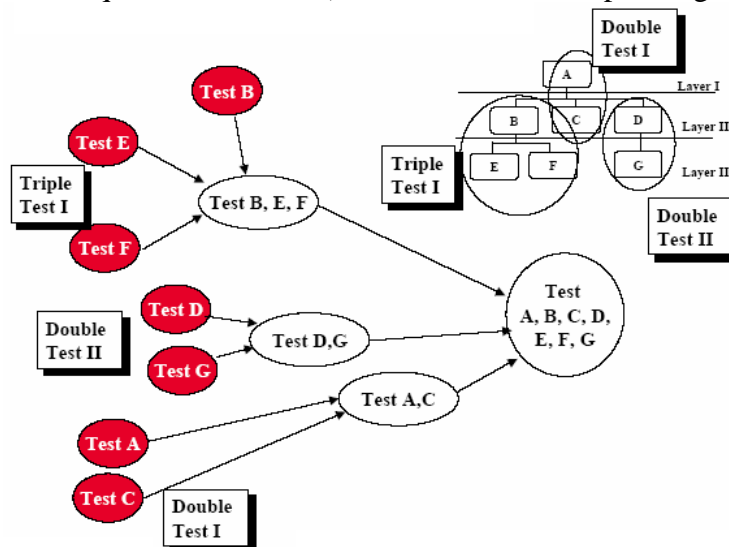 Double
Test I
A
Layer I
B
C
D
Layer II
E
F
G
Layer II
Triple
Test I
Double
Test II
Test B
Test E
Triple
Test I
Test B, E, F
Test F
Test D
Double
Test II
Test D,G
Test G
Test
A, B, C, D,
E, F, G
Test A,C
Test A
Test C
Double
Test I